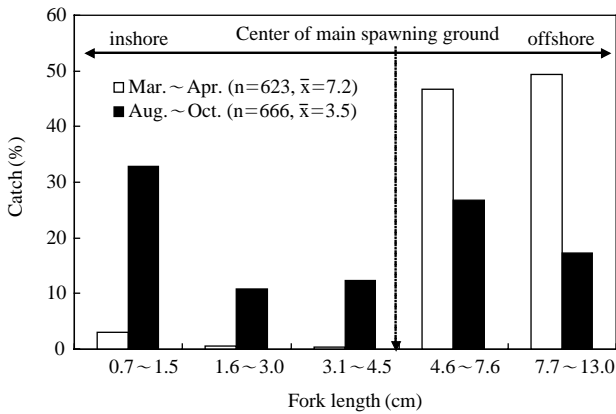 60
50
40
30
20
10
0
Catch (%)
inshore
Center of main spawning ground
offshore
Mar.~Apr. (n=623, x̄=7.2)
Aug.~Oct. (n=666, x̄=3.5)
0.7~1.5
1.6~3.0
3.1~4.5
4.6~7.6
7.7~13.0
Fork length (cm)